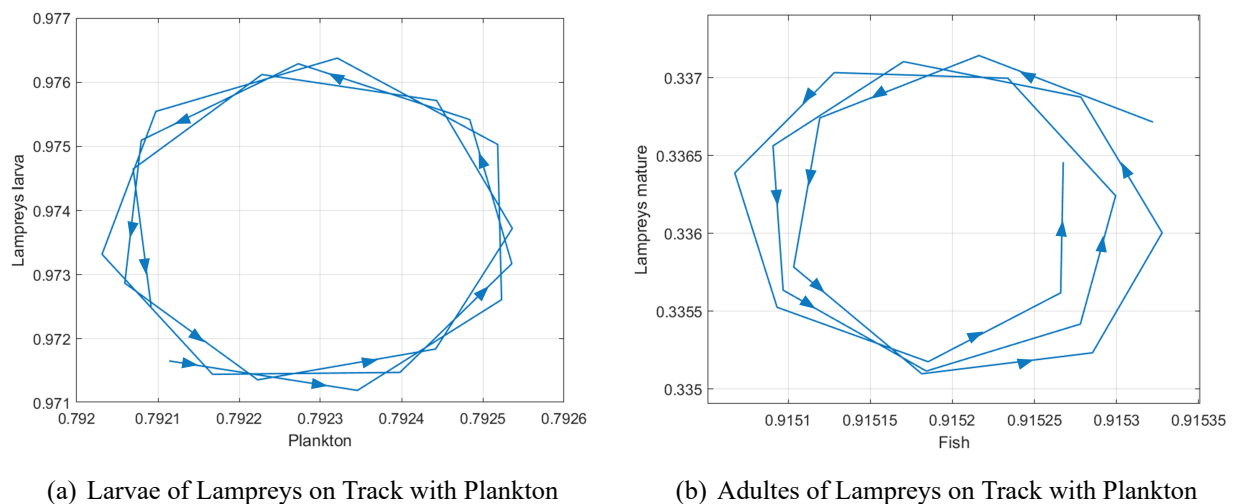 0.977
0.976
0.975
0.974
0.973
0.972
0.971
Lampreys larva
0.792 0.7921 0.7922 0.7923 0.7924 0.7925 0.7926
Plankton
(a) Larvae of Lampreys on Track with Plankton
0.337
0.3365
0.336
0.3355
0.335
Lampreys mature
0.9151 0.91515 0.9152 0.91525 0.9153 0.91535
Fish
(b) Adultes of Lampreys on Track with Plankton